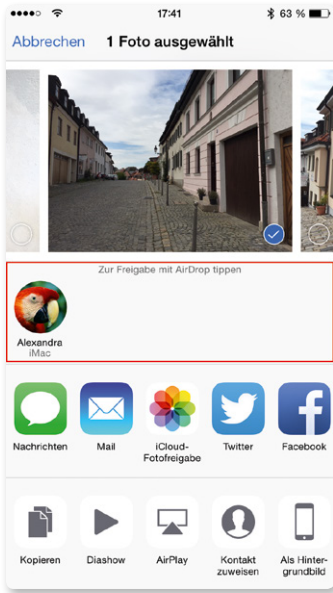 17:41
63 %
Abbrechen
1 Foto ausgewählt
Zur Freigabe mit AirDrop tippen
Alexandra
iMac
Nachrichten
Mail
iCloud-
Fotofreigabe
Twitter
Facebook
Kopieren
Diashow
AirPlay
Kontakt
zuweisen
Als Hinter-
grundbild